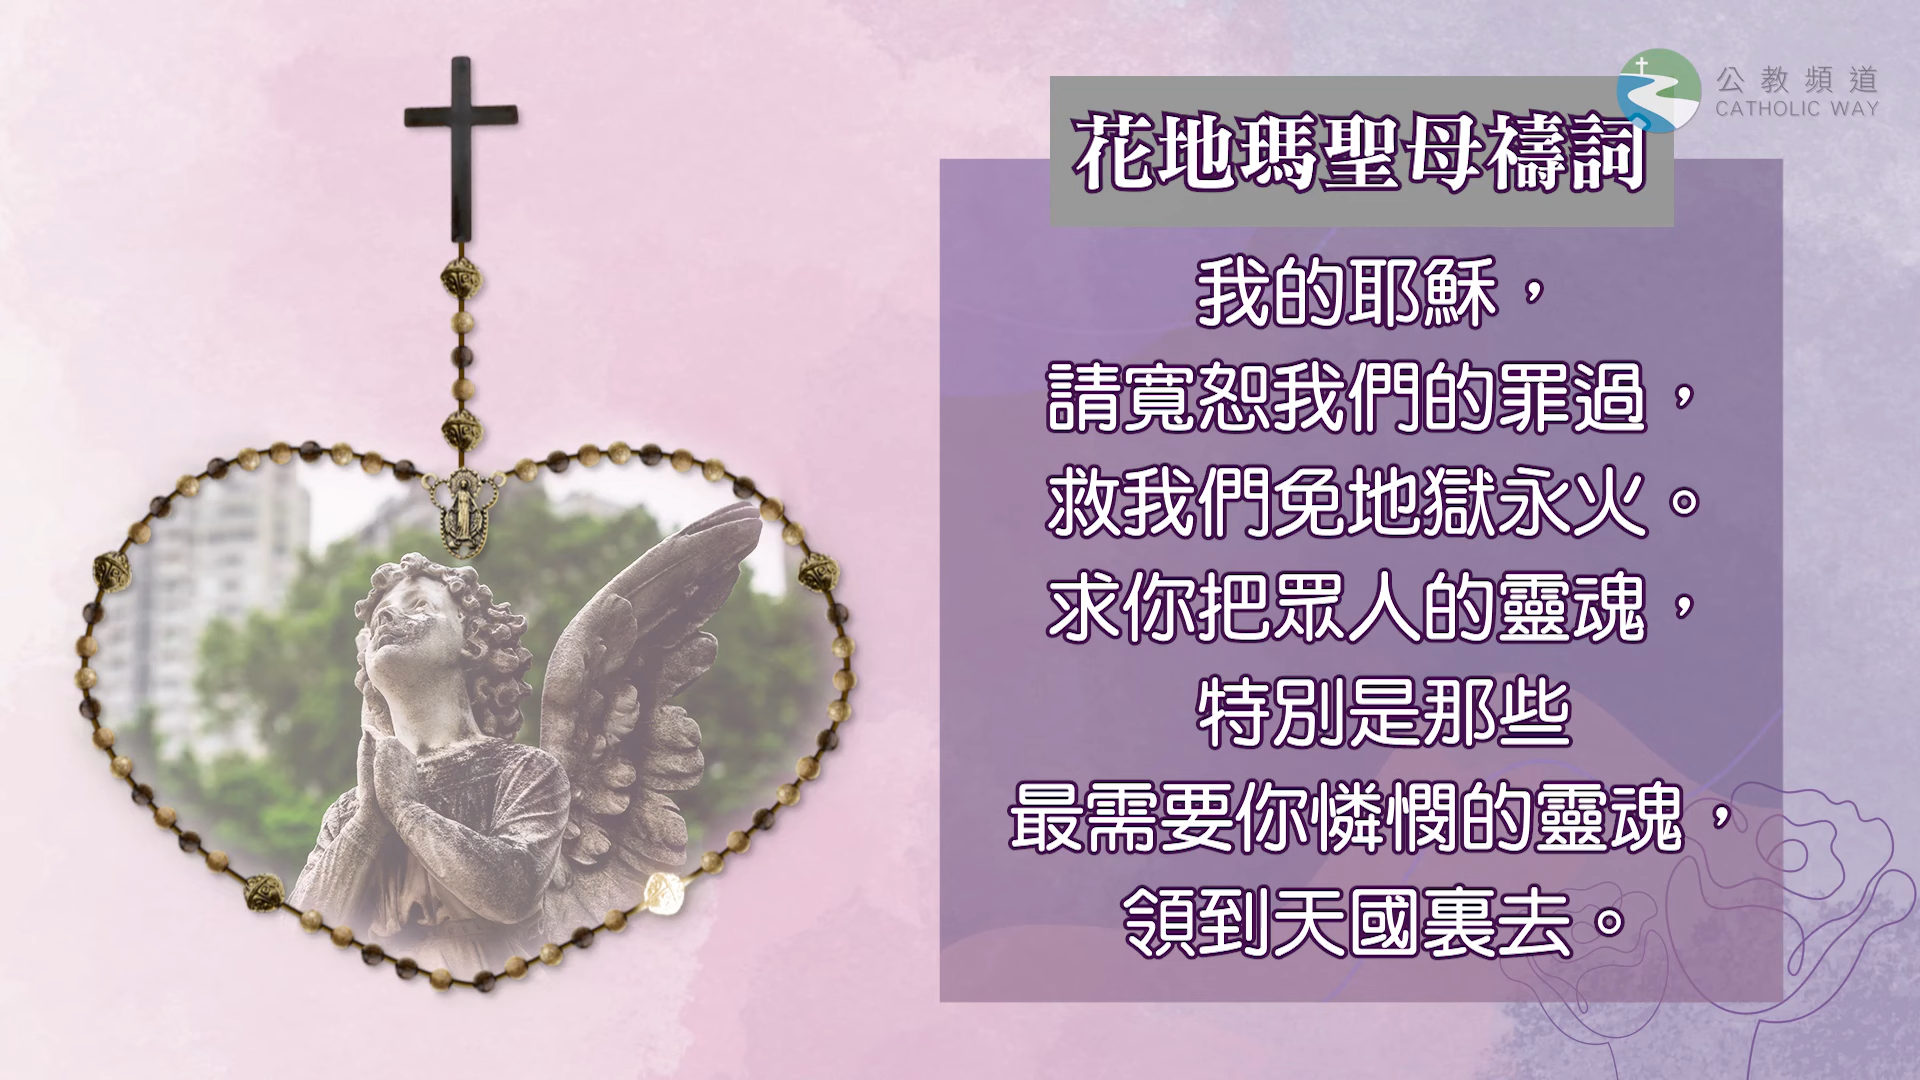 公教頻道
CATHOLIC WAY
花地瑪聖母禱詞
我的耶穌，
請寬恕我們的罪過，
救我們免地獄永火。
求你把眾人的靈魂，
特別是那些
最需要你憐憫的靈魂，
領到天國裏去。